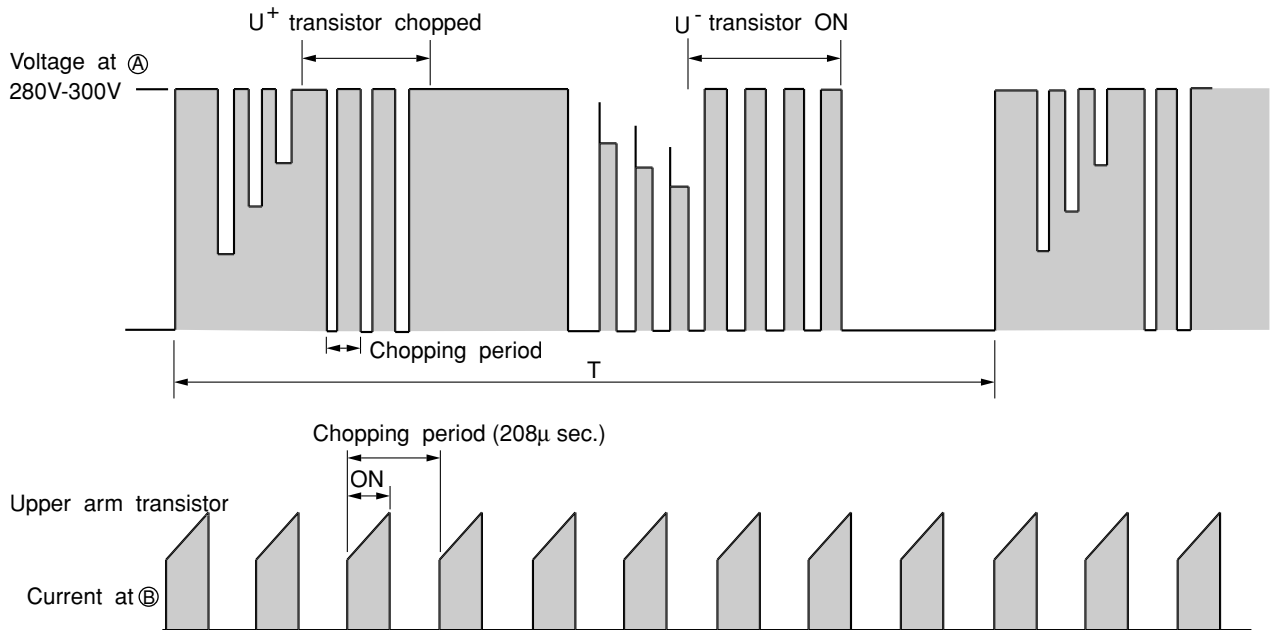 U+ transistor chopped
U- transistor ON
Voltage at Ⓐ
280V-300V
Chopping period
T
Chopping period (208μ sec.)
ON
Upper arm transistor
Current at Ⓑ